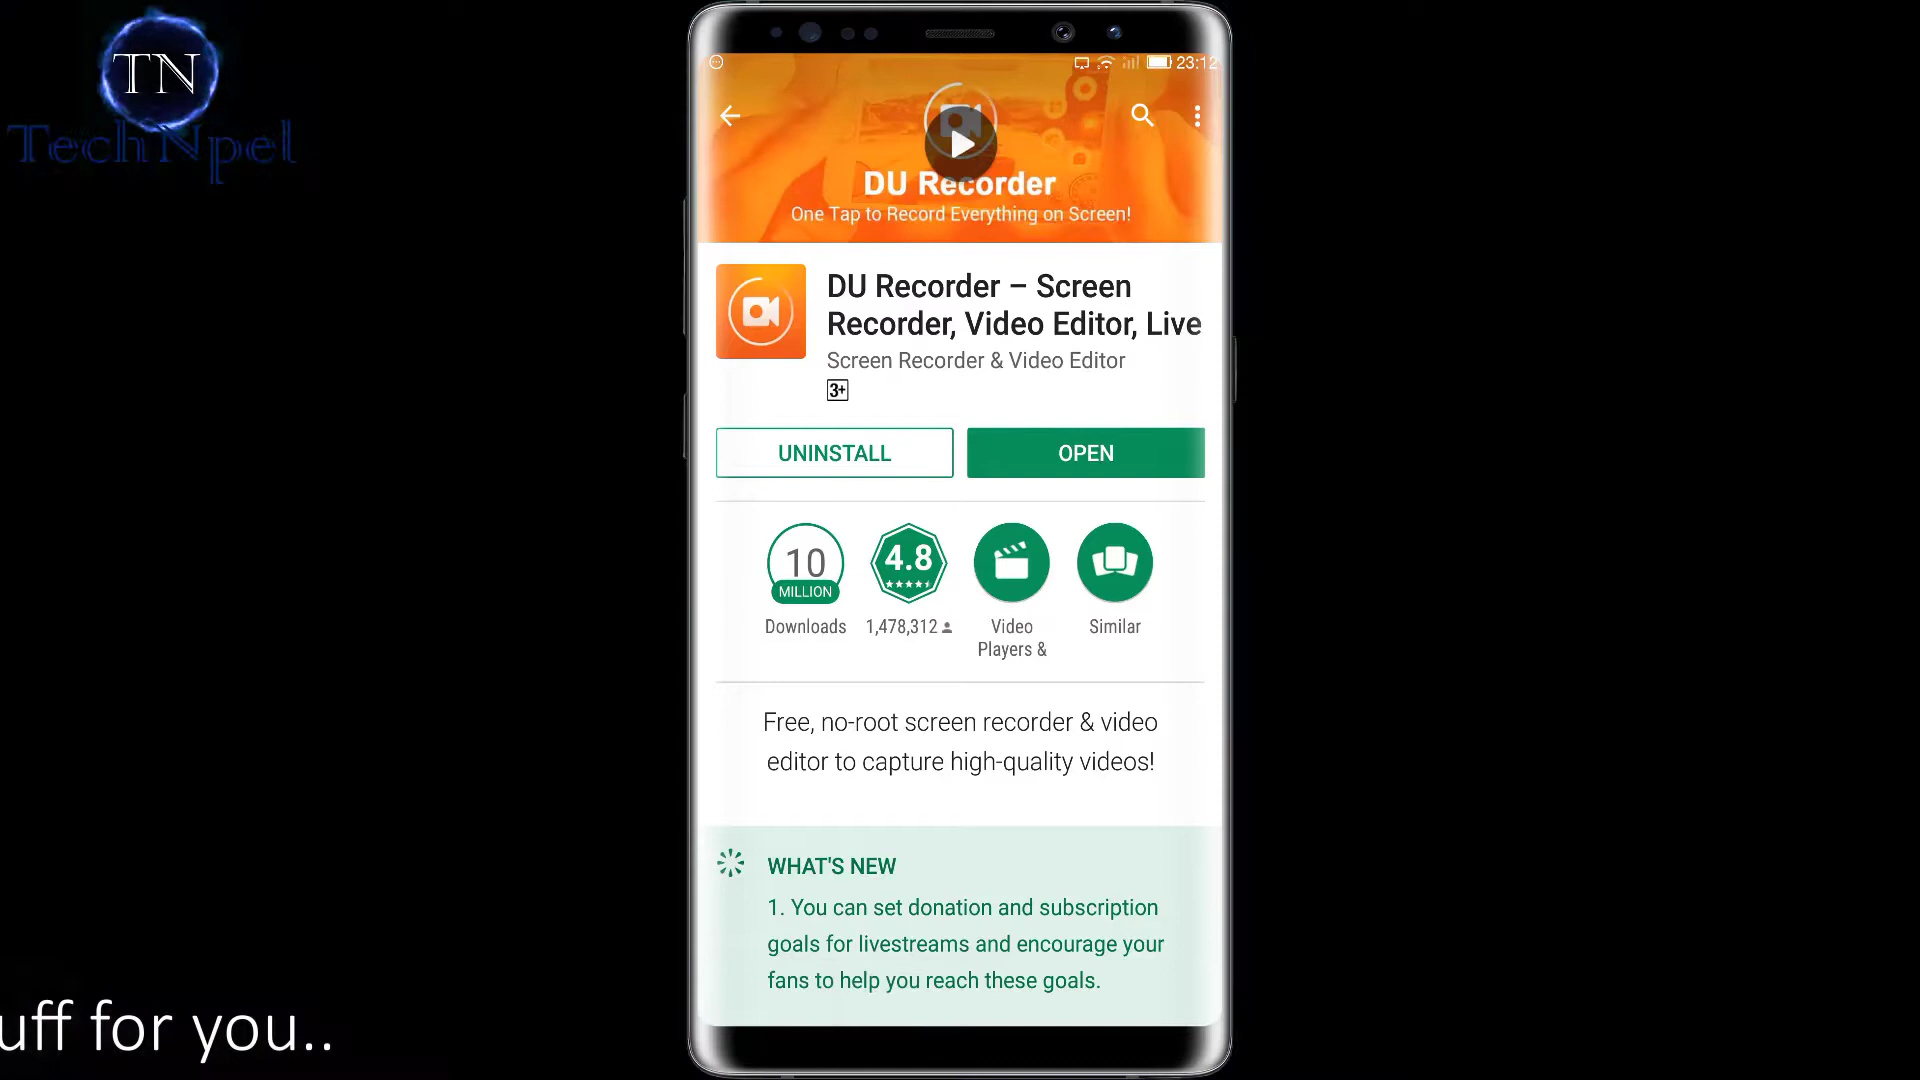 TN
TechNpel
23:12
DU Recorder
One Tap to Record Everything on Screen!
DU Recorder – Screen
Recorder, Video Editor, Live
Screen Recorder & Video Editor
3+
UNINSTALL
OPEN
10
MILLION
4.8
Downloads
1,478,312
Video
Players &
Similar
Free, no-root screen recorder & video
editor to capture high-quality videos!
WHAT'S NEW
1. You can set donation and subscription
goals for livestreams and encourage your
fans to help you reach these goals.
uff for you..